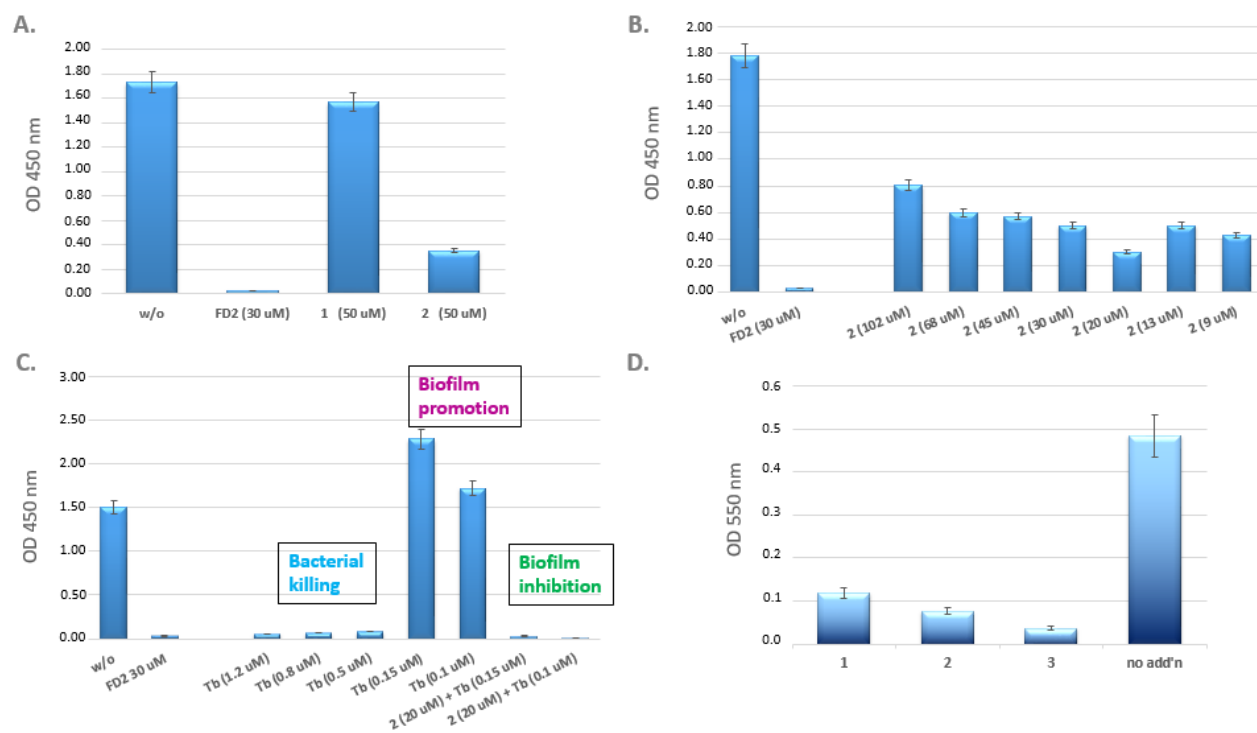 A.
OD 450 nm
2.00
1.80
1.60
1.40
1.20
1.00
0.80
0.60
0.40
0.20
0.00
w/o
FD2 (30 uM)
1 (50 uM)
2 (50 uM)
B.
OD 450 nm
2.00
1.80
1.60
1.40
1.20
1.00
0.80
0.60
0.40
0.20
0.00
w/o
FD2 (30 uM)
2 (102 uM)
2 (68 uM)
2 (45 uM)
2 (30 uM)
2 (20 uM)
2 (13 uM)
2 (9 uM)
C.
OD 450 nm
3.00
2.50
2.00
1.50
1.00
0.50
0.00
Bacterial
killing
Biofilm
promotion
Biofilm
inhibition
w/o
FD2 30 uM
Tb (1.2 uM)
Tb (0.8 uM)
Tb (0.5 uM)
Tb (0.15 uM)
Tb (0.1 uM)
2 (20 uM) + Tb (0.15 uM)
2 (20 uM) + Tb (0.1 uM)
D.
OD 550 nm
0.6
0.5
0.4
0.3
0.2
0.1
0.0
1
2
3
no add'n